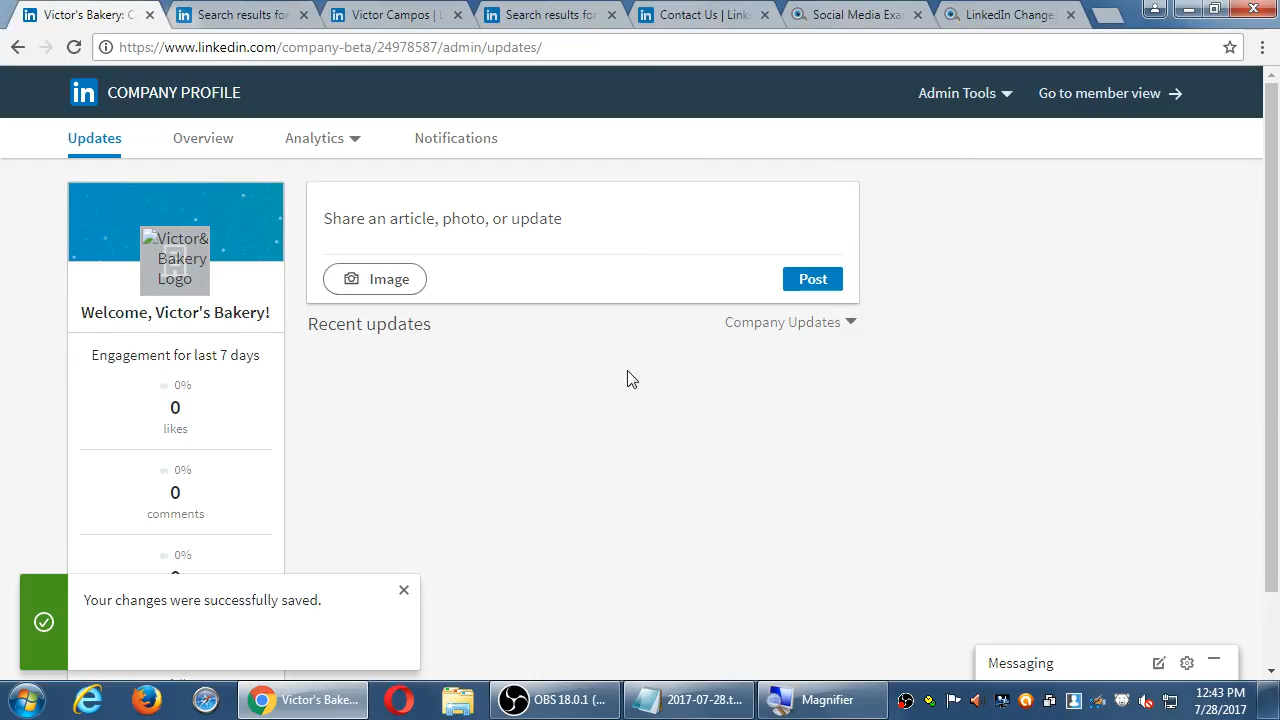 Victor's Bakery: C
Search results for
Victor Campos | L
Search results for
Contact Us | Link
Social Media Exa
LinkedIn Change
https://www.linkedin.com/company-beta/24978587/admin/updates/
in COMPANY PROFILE
Admin Tools
Go to member view
Updates
Overview
Analytics
Notifications
Victor&
Bakery
Logo
Welcome, Victor's Bakery!
Engagement for last 7 days
0%
0
likes
0%
0
comments
0%
Share an article, photo, or update
Image
Post
Recent updates
Company Updates
Your changes were successfully saved.
Messaging
Victor's Bake...
OBS 18.0.1 (...
2017-07-28.t...
Magnifier
12:43 PM
7/28/2017